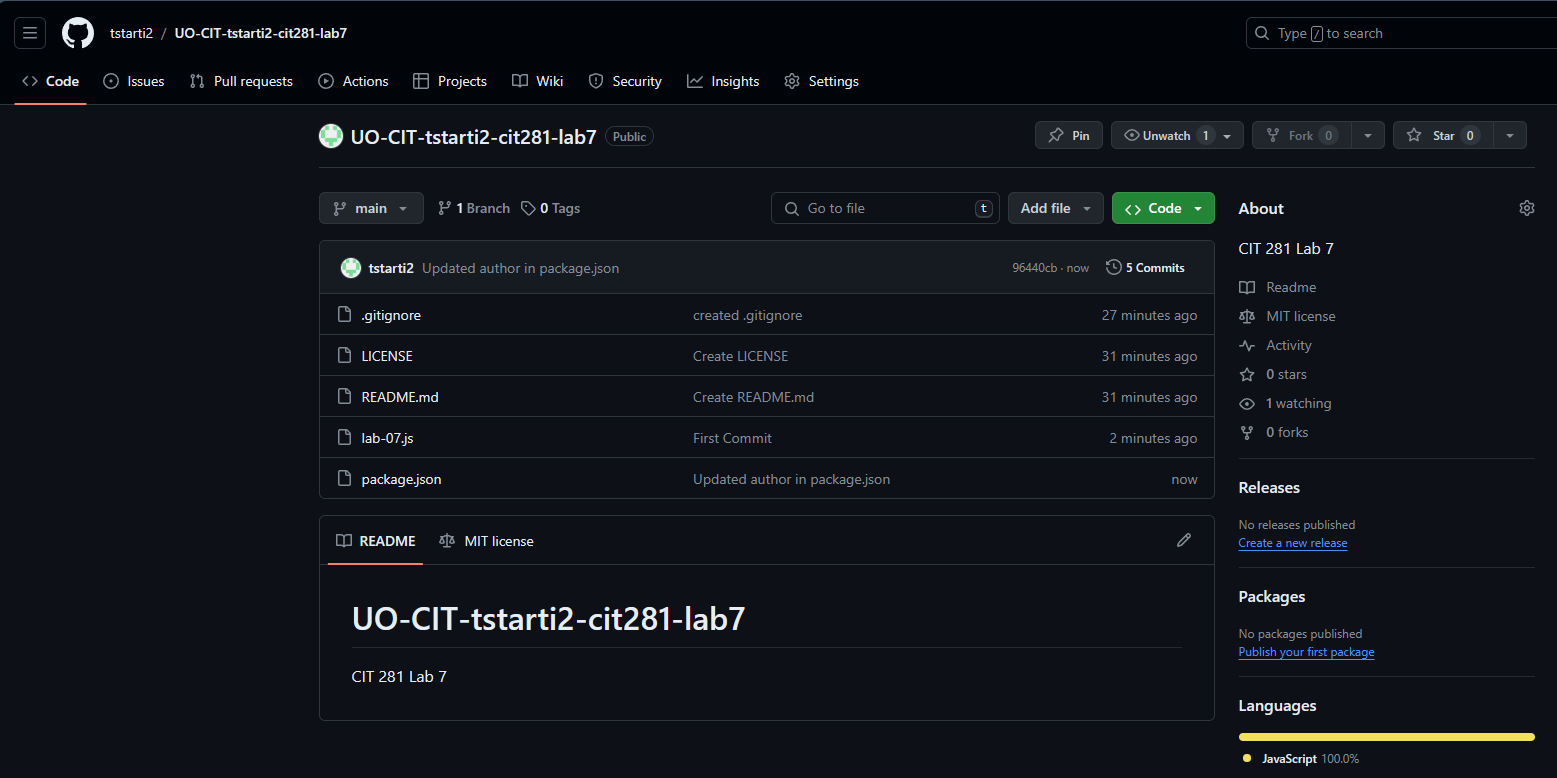 tstarti2 / UO-CIT-tstarti2-cit281-lab7
Type / to search
Code Issues Pull requests Actions Projects Wiki Security Insights Settings
UO-CIT-tstarti2-cit281-lab7 Public
Pin Unwatch 1 Fork 0 Star 0
main 1 Branch 0 Tags Go to file t Add file Code
tstarti2 Updated author in package.json 96440cb · now 5 Commits
.gitignore created .gitignore 27 minutes ago
LICENSE Create LICENSE 31 minutes ago
README.md Create README.md 31 minutes ago
lab-07.js First Commit 2 minutes ago
package.json Updated author in package.json now
README MIT license
UO-CIT-tstarti2-cit281-lab7
CIT 281 Lab 7
About
CIT 281 Lab 7
Readme
MIT license
Activity
0 stars
1 watching
0 forks
Releases
No releases published
Create a new release
Packages
No packages published
Publish your first package
Languages
JavaScript 100.0%